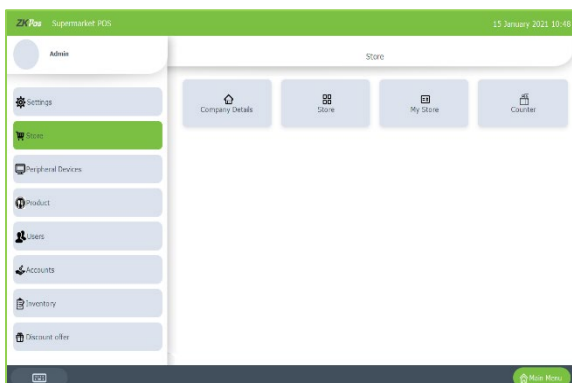 ZKPos Supermarket POS 15 January 2021 10:48
Admin
Store
Settings
Store
Peripheral Devices
Product
Users
Accounts
Inventory
Discount offer
Company Details
Store
My Store
Counter
Main Menu